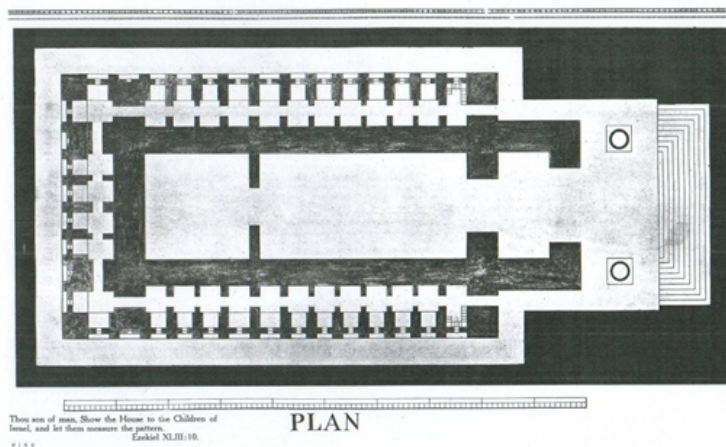 Thou son of man, Show the House to the Children of
Israel, and let them measure the pattern.
Ezekiel XLIII:10.
PLAN